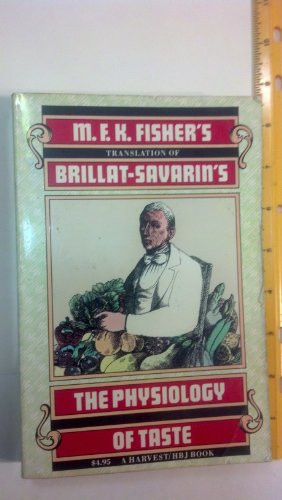 M. F. K. FISHER'S
TRANSLATION OF
BRILLAT-SAVARIN'S
THE PHYSIOLOGY
OF TASTE
$4.95 A HARVEST/HBJ BOOK